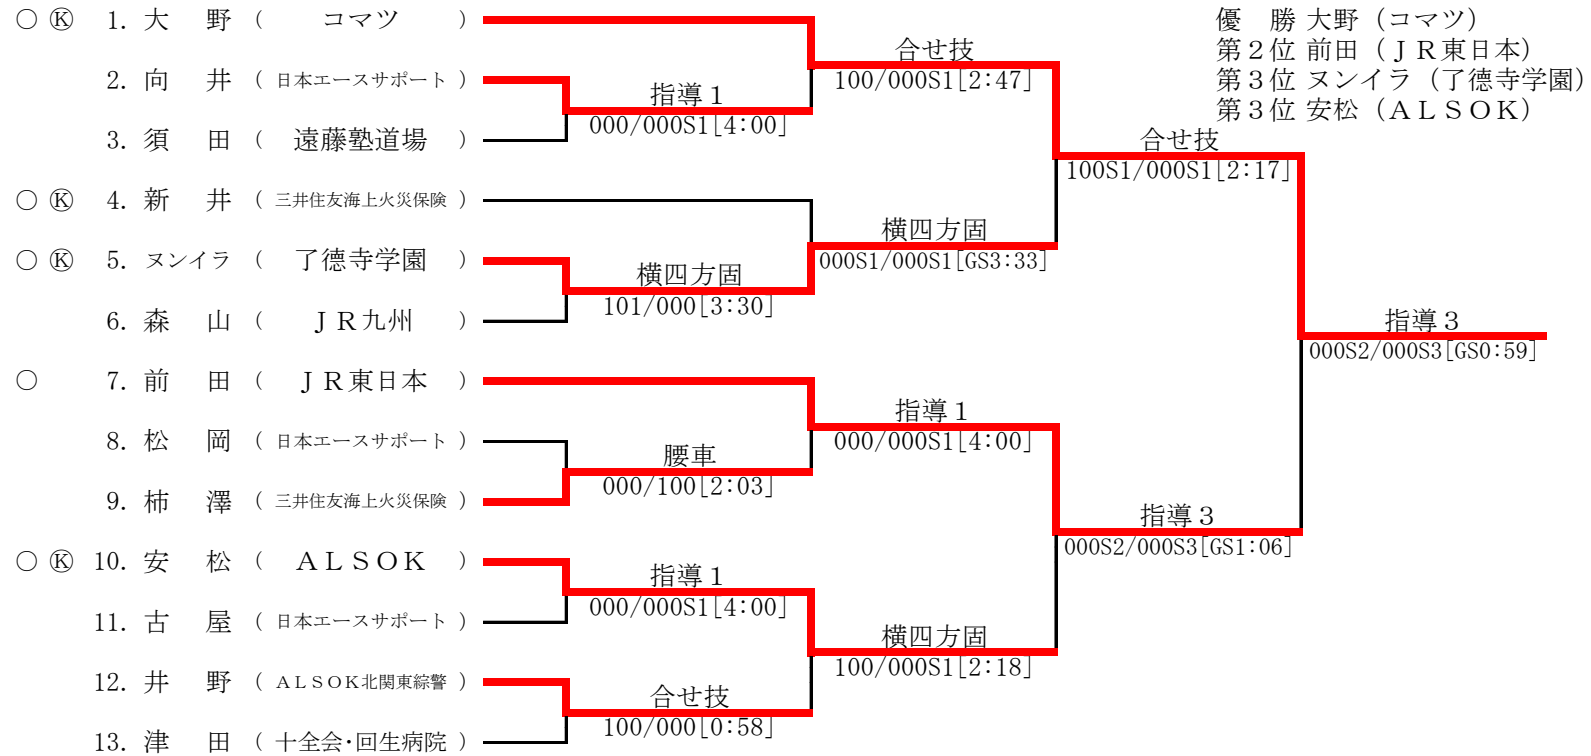 ○ Ⓚ 1. 大 野 （ コマツ ）
2. 向 井 （ 日本エースサポート ）
3. 須 田 （ 遠藤塾道場 ）
○ Ⓚ 4. 新 井 （ 三井住友海上火災保険 ）
○ Ⓚ 5. ヌンイラ （ 了德寺学園 ）
6. 森 山 （ ＪＲ九州 ）
○ 7. 前 田 （ ＪＲ東日本 ）
8. 松 岡 （ 日本エースサポート ）
9. 柿 澤 （ 三井住友海上火災保険 ）
○ Ⓚ 10. 安 松 （ ＡＬＳＯＫ ）
11. 古 屋 （ 日本エースサポート ）
12. 井 野 （ ＡＬＳＯＫ北関東綜警 ）
13. 津 田 （ 十全会・回生病院 ）
指導１
000/000S1[4:00]
横四方固
101/000[3:30]
腰車
000/100[2:03]
指導１
000/000S1[4:00]
合せ技
100/000[0:58]
合せ技
100/000S1[2:47]
横四方固
000S1/000S1[GS3:33]
指導１
000/000S1[4:00]
横四方固
100/000S1[2:18]
合せ技
100S1/000S1[2:17]
指導３
000S2/000S3[GS1:06]
指導３
000S2/000S3[GS0:59]
優　勝 大野（コマツ）
第２位 前田（ＪＲ東日本）
第３位 ヌンイラ（了德寺学園）
第３位 安松（ＡＬＳＯＫ）